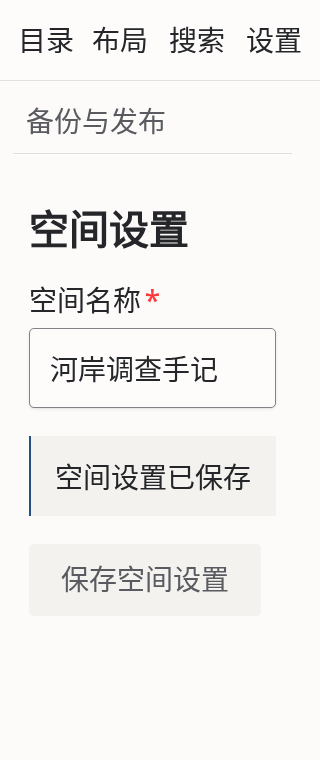 目录 布局 搜索 设置
备份与发布
空间设置
空间名称*
河岸调查手记
空间设置已保存
保存空间设置